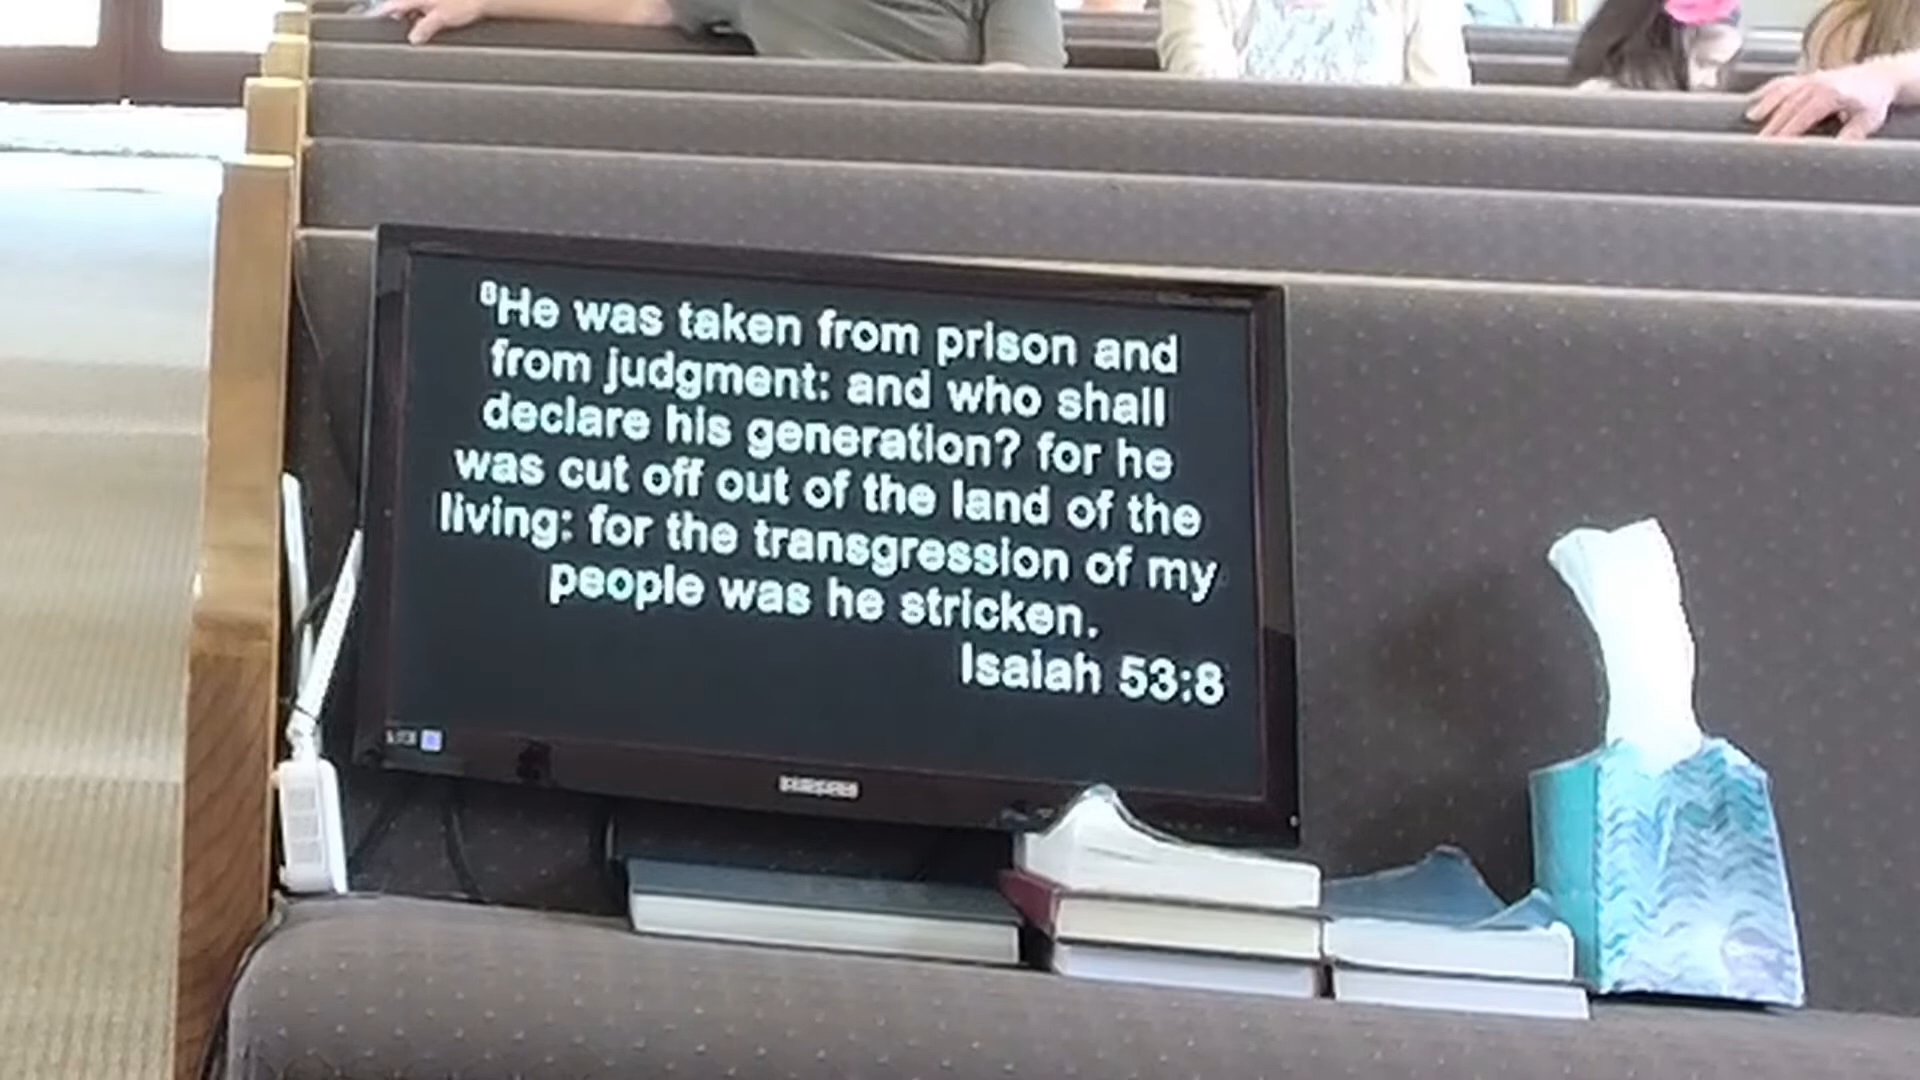 ⁸He was taken from prison and
from judgment: and who shall
declare his generation? for he
was cut off out of the land of the
living: for the transgression of my
people was he stricken.
Isaiah 53:8